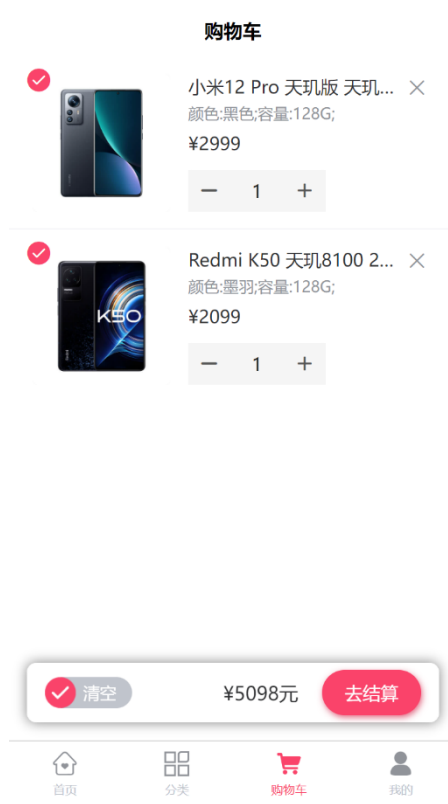 购物车
小米12 Pro 天玑版 天玑...
颜色:黑色;容量:128G;
¥2999
1
Redmi K50 天玑8100 2...
颜色:墨羽;容量:128G;
K50
¥2099
1
清空
¥5098元
去结算
首页
分类
购物车
我的